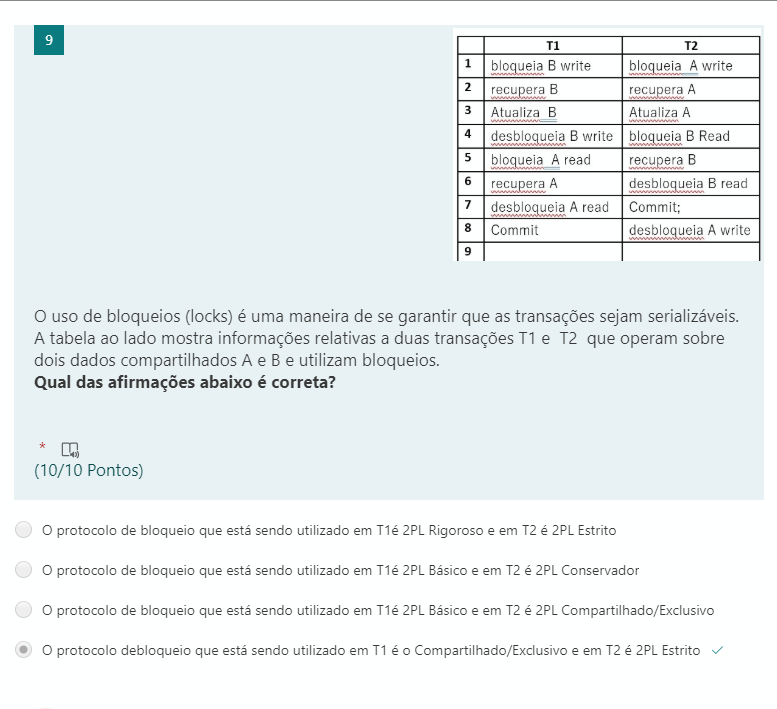 9
T1 T2
1 bloqueia B write bloqueia A write
2 recupera B recupera A
3 Atualiza B Atualiza A
4 desbloqueia B write bloqueia B Read
5 bloqueia A read recupera B
6 recupera A desbloqueia B read
7 desbloqueia A read Commit;
8 Commit desbloqueia A write
9
O uso de bloqueios (locks) é uma maneira de se garantir que as transações sejam serializáveis.
A tabela ao lado mostra informações relativas a duas transações T1 e T2 que operam sobre
dois dados compartilhados A e B e utilizam bloqueios.
Qual das afirmações abaixo é correta?
*
(10/10 Pontos)
O protocolo de bloqueio que está sendo utilizado em T1é 2PL Rigoroso e em T2 é 2PL Estrito
O protocolo de bloqueio que está sendo utilizado em T1é 2PL Básico e em T2 é 2PL Conservador
O protocolo de bloqueio que está sendo utilizado em T1é 2PL Básico e em T2 é 2PL Compartilhado/Exclusivo
O protocolo debloqueio que está sendo utilizado em T1 é o Compartilhado/Exclusivo e em T2 é 2PL Estrito